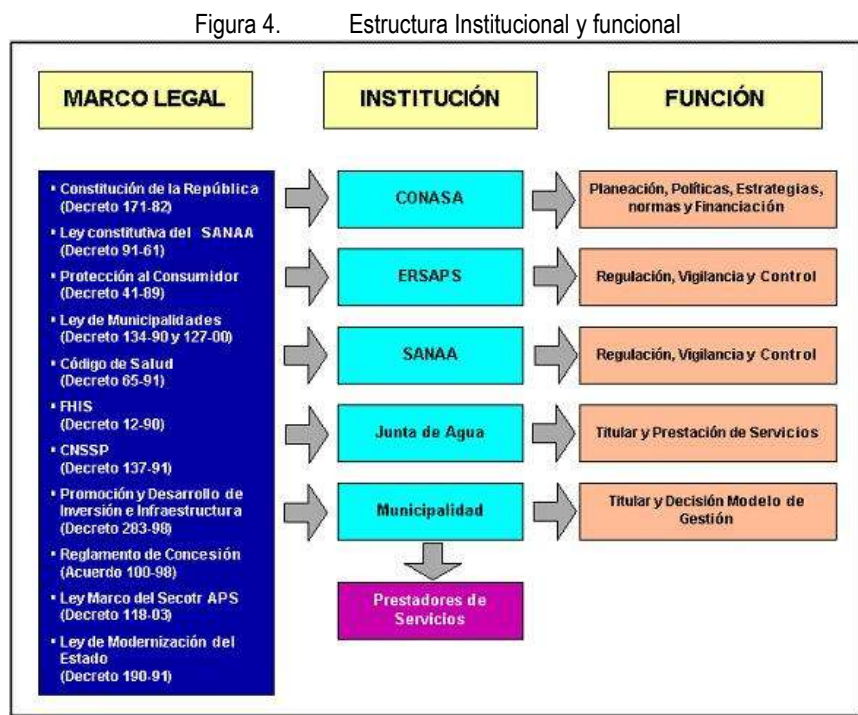 Figura 4. Estructura Institucional y funcional
MARCO LEGAL
INSTITUCIÓN
FUNCIÓN
▪ Constitución de la República
(Decreto 171-82)
▪ Ley constitutiva del SANAA
(Decreto 91-61)
▪ Protección al Consumidor
(Decreto 41-89)
▪ Ley de Municipalidades
(Decreto 134-90 y 127-00)
▪ Código de Salud
(Decreto 65-91)
▪ FHIS
(Decreto 12-90)
▪ CNSSP
(Decreto 137-91)
▪ Promoción y Desarrollo de
Inversión e Infraestructura
(Decreto 283-98)
▪ Reglamento de Concesión
(Acuerdo 100-98)
▪ Ley Marco del Secotr APS
(Decreto 118-03)
▪ Ley de Modernización del
Estado
(Decreto 190-91)
CONASA
Planeación, Políticas, Estrategias,
normas y Financiación
ERSAPS
Regulación, Vigilancia y Control
SANAA
Regulación, Vigilancia y Control
Junta de Agua
Titular y Prestación de Servicios
Municipalidad
Titular y Decisión Modelo de
Gestión
Prestadores de
Servicios